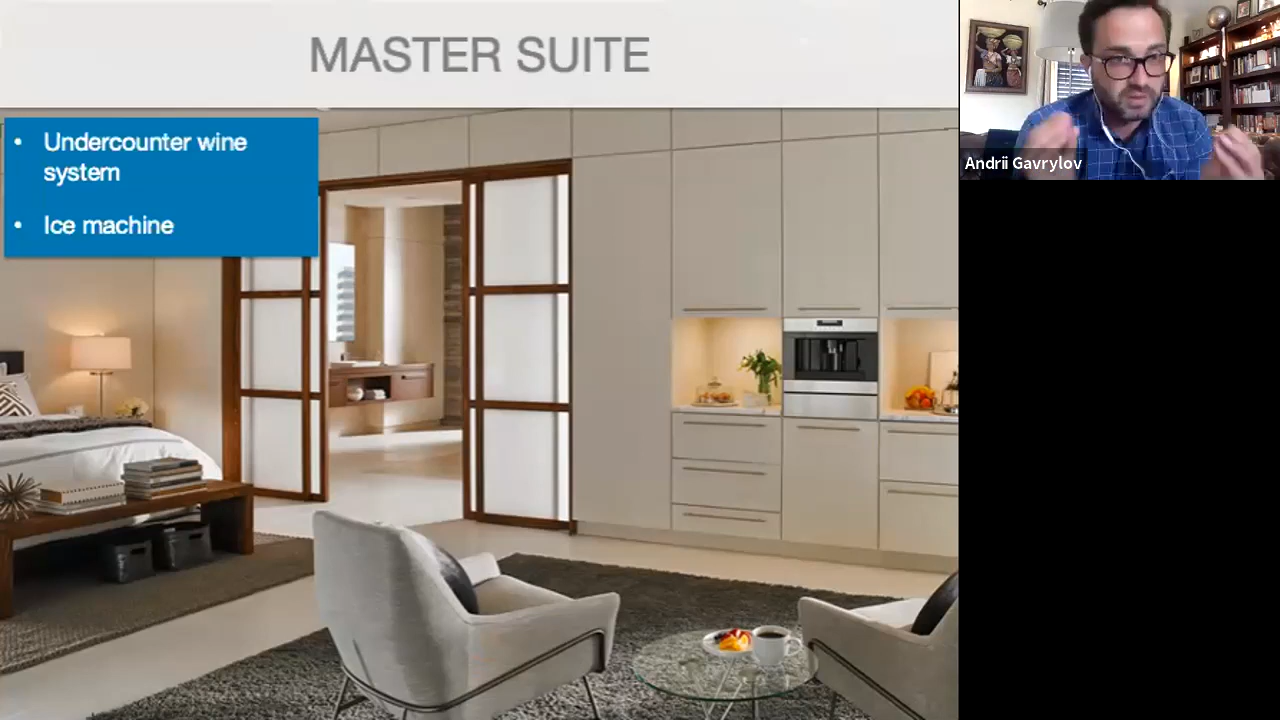 MASTER SUITE
• Undercounter wine
system
• Ice machine
Andrii Gavrylov